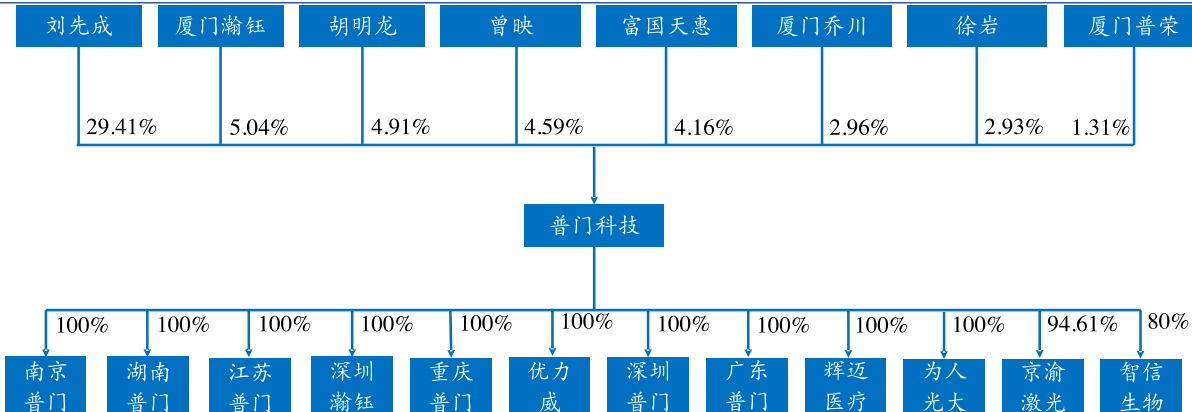 刘先成 厦门瀚钰 胡明龙 曾映 富国天惠 厦门乔川 徐岩 厦门普荣
29.41% 5.04% 4.91% 4.59% 4.16% 2.96% 2.93% 1.31%
普门科技
100% 100% 100% 100% 100% 100% 100% 100% 100% 100% 94.61% 80%
南京 湖南 江苏 深圳 重庆 优力 深圳 广东 辉迈 为人 京渝 智信
普门 普门 普门 瀚钰 普门 威 普门 普门 医疗 光大 激光 生物